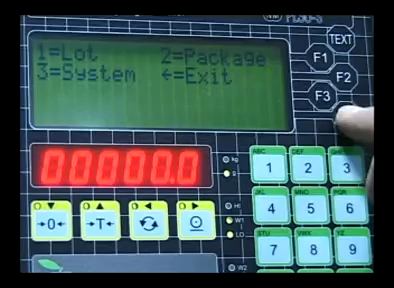 1=Lot 2=Package
3=System ←=Exit
TEXT
F1
F2
F3
00000.0
kg
g
HI
W1
LO
W2
→0←
→T←
ABC
1
DEF
2
3
JKL
4
MNO
5
PQR
6
STU
7
VWX
8
YZ
9